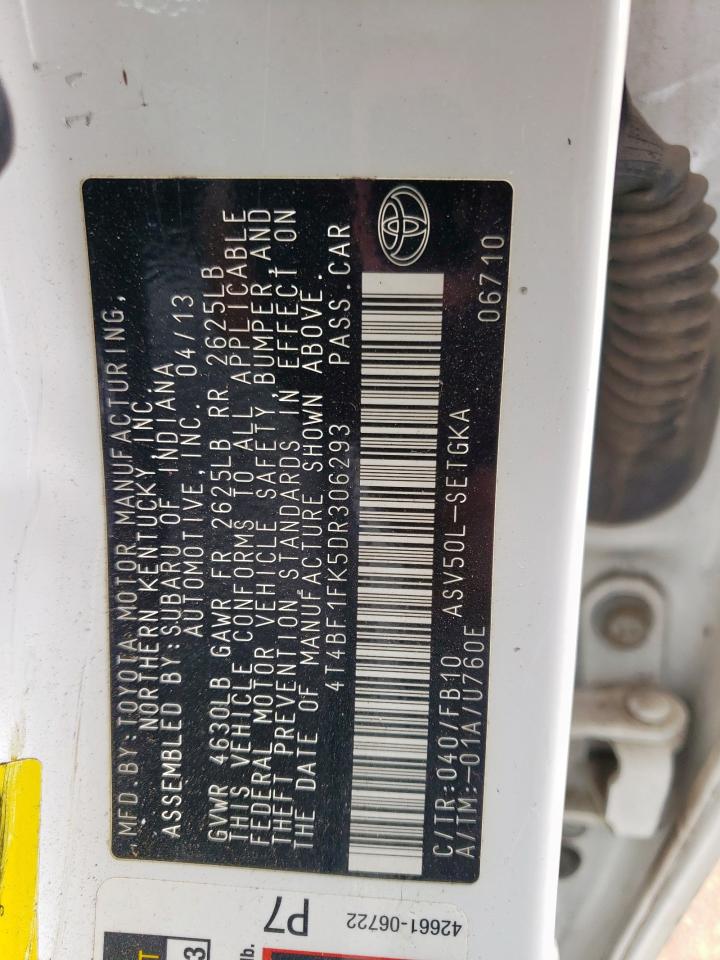 MFD.BY:TOYOTA MOTOR MANUFACTURING,
NORTHERN KENTUCKY, INC.
ASSEMBLED BY:SUBARU OF INDIANA
AUTOMOTIVE, INC. 04/13
GVWR 4630LB GAWR FR 2625LB RR 2625LB
THIS VEHICLE CONFORMS TO ALL APPLICABLE
FEDERAL MOTOR VEHICLE SAFETY,BUMPER,AND
THEFT PREVENTION STANDARDS IN EFFECT ON
THE DATE OF MANUFACTURE SHOWN ABOVE.
4T4BF1FK5DR306293 PASS.CAR
C/TR:040/FB10 ASV50L-SETGKA
A/TM:-01A/U760E 06710
P7
42661-06722
3
lb.